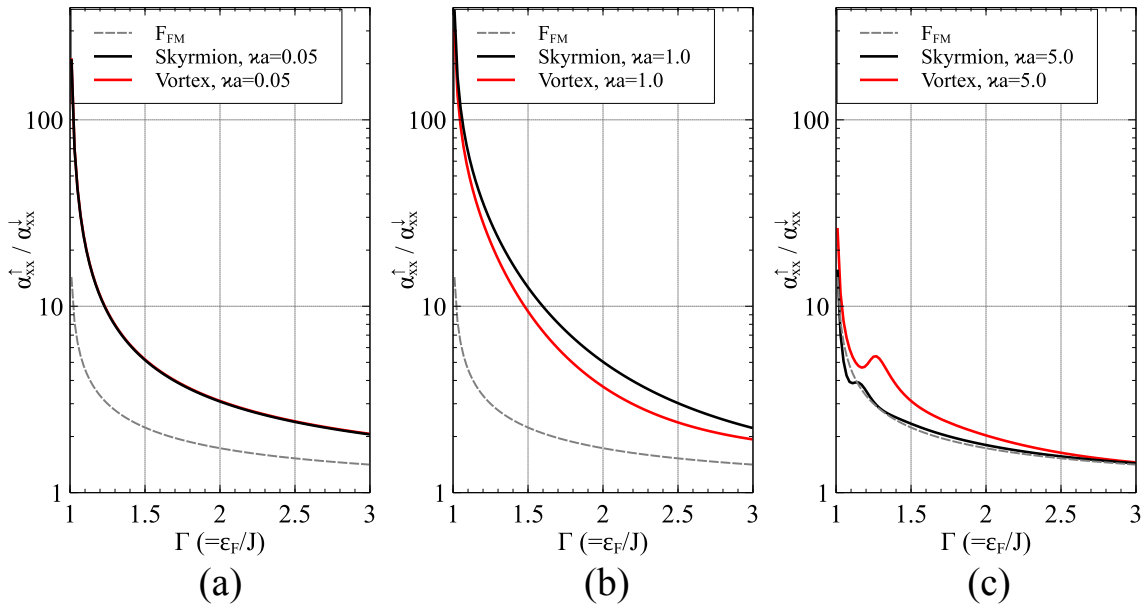 F_FM
Skyrmion, ϰa=0.05
Vortex, ϰa=0.05
100
10
1
α↑xx / α↓xx
1 1.5 2 2.5 3
Γ (=ε_F/J)
(a)
F_FM
Skyrmion, ϰa=1.0
Vortex, ϰa=1.0
100
10
1
α↑xx / α↓xx
1 1.5 2 2.5 3
Γ (=ε_F/J)
(b)
F_FM
Skyrmion, ϰa=5.0
Vortex, ϰa=5.0
100
10
1
α↑xx / α↓xx
1 1.5 2 2.5 3
Γ (=ε_F/J)
(c)